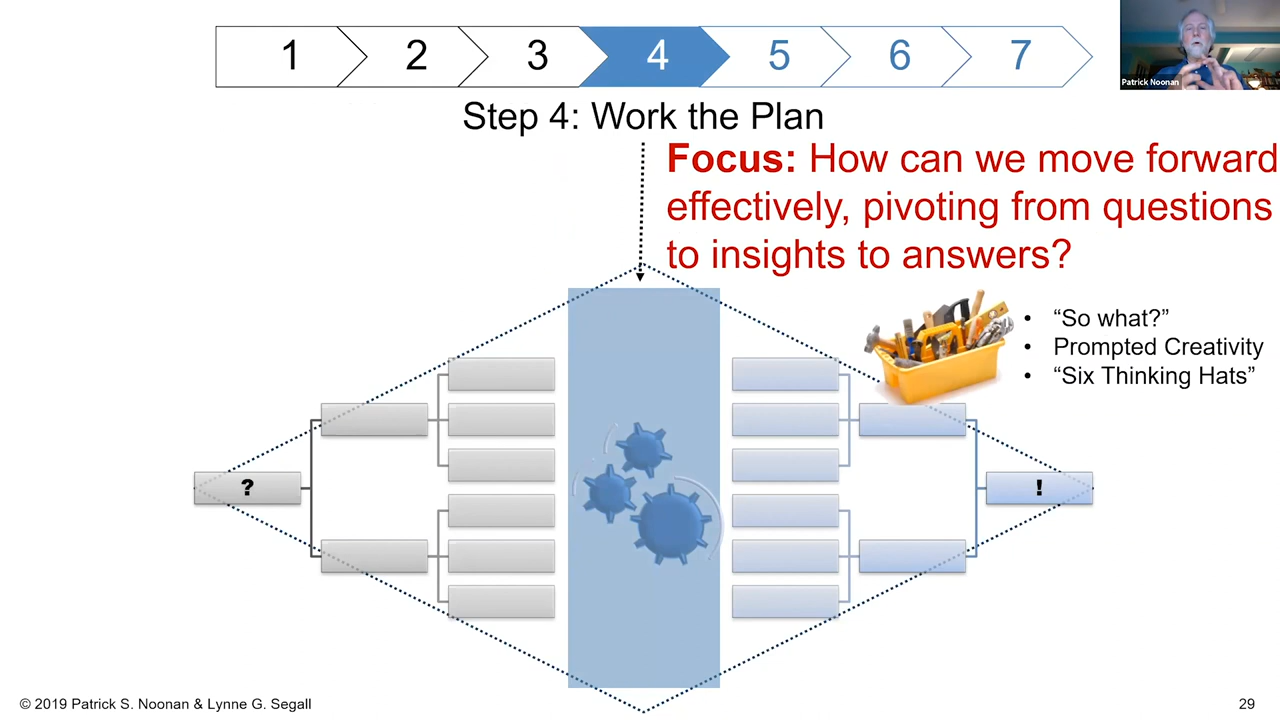 1 2 3 4 5 6 7
Patrick Noonan
Step 4: Work the Plan
Focus: How can we move forward
effectively, pivoting from questions
to insights to answers?
• “So what?”
• Prompted Creativity
• “Six Thinking Hats”
?
!
© 2019 Patrick S. Noonan & Lynne G. Segall
29